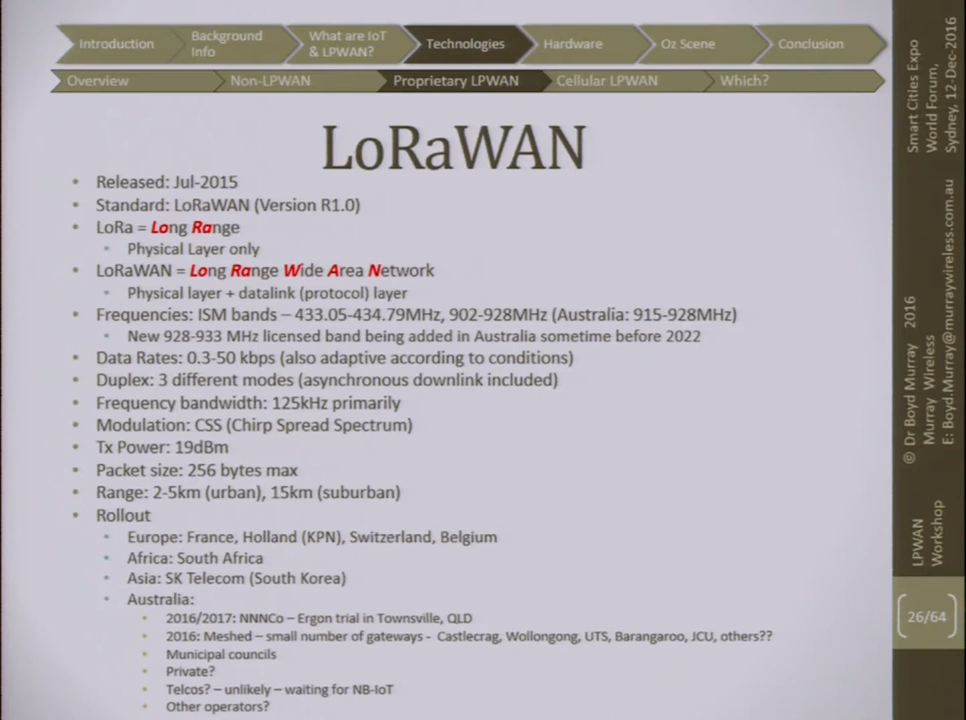 Introduction
Background
Info
What are IoT
& LPWAN?
Technologies
Hardware
Oz Scene
Conclusion
Overview
Non-LPWAN
Proprietary LPWAN
Cellular LPWAN
Which?
LoRaWAN
• Released: Jul-2015
• Standard: LoRaWAN (Version R1.0)
• LoRa = Long Range
• Physical Layer only
• LoRaWAN = Long Range Wide Area Network
• Physical layer + datalink (protocol) layer
• Frequencies: ISM bands – 433.05-434.79MHz, 902-928MHz (Australia: 915-928MHz)
• New 928-933 MHz licensed band being added in Australia sometime before 2022
• Data Rates: 0.3-50 kbps (also adaptive according to conditions)
• Duplex: 3 different modes (asynchronous downlink included)
• Frequency bandwidth: 125kHz primarily
• Modulation: CSS (Chirp Spread Spectrum)
• Tx Power: 19dBm
• Packet size: 256 bytes max
• Range: 2-5km (urban), 15km (suburban)
• Rollout
• Europe: France, Holland (KPN), Switzerland, Belgium
• Africa: South Africa
• Asia: SK Telecom (South Korea)
• Australia:
• 2016/2017: NNNCo – Ergon trial in Townsville, QLD
• 2016: Meshed – small number of gateways - Castlecrag, Wollongong, UTS, Barangaroo, JCU, others??
• Municipal councils
• Private?
• Telcos? – unlikely – waiting for NB-IoT
• Other operators?
Smart Cities Expo
World Forum,
Sydney, 12-Dec-2016
© Dr Boyd Murray 2016
Murray Wireless
E: Boyd.Murray@murraywireless.com.au
LPWAN
Workshop
26/64